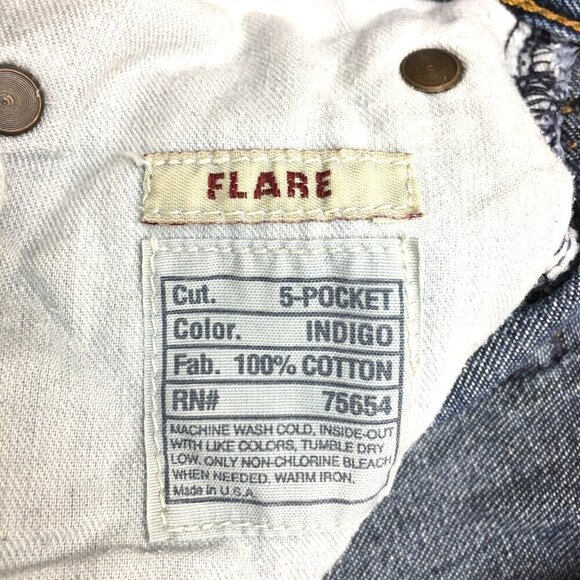 FLARE
Cut. 5-POCKET
Color. INDIGO
Fab. 100% COTTON
RN# 75654
MACHINE WASH COLD, INSIDE-OUT
WITH LIKE COLORS, TUMBLE DRY
LOW. ONLY NON-CHLORINE BLEACH
WHEN NEEDED. WARM IRON.
Made in U.S.A.